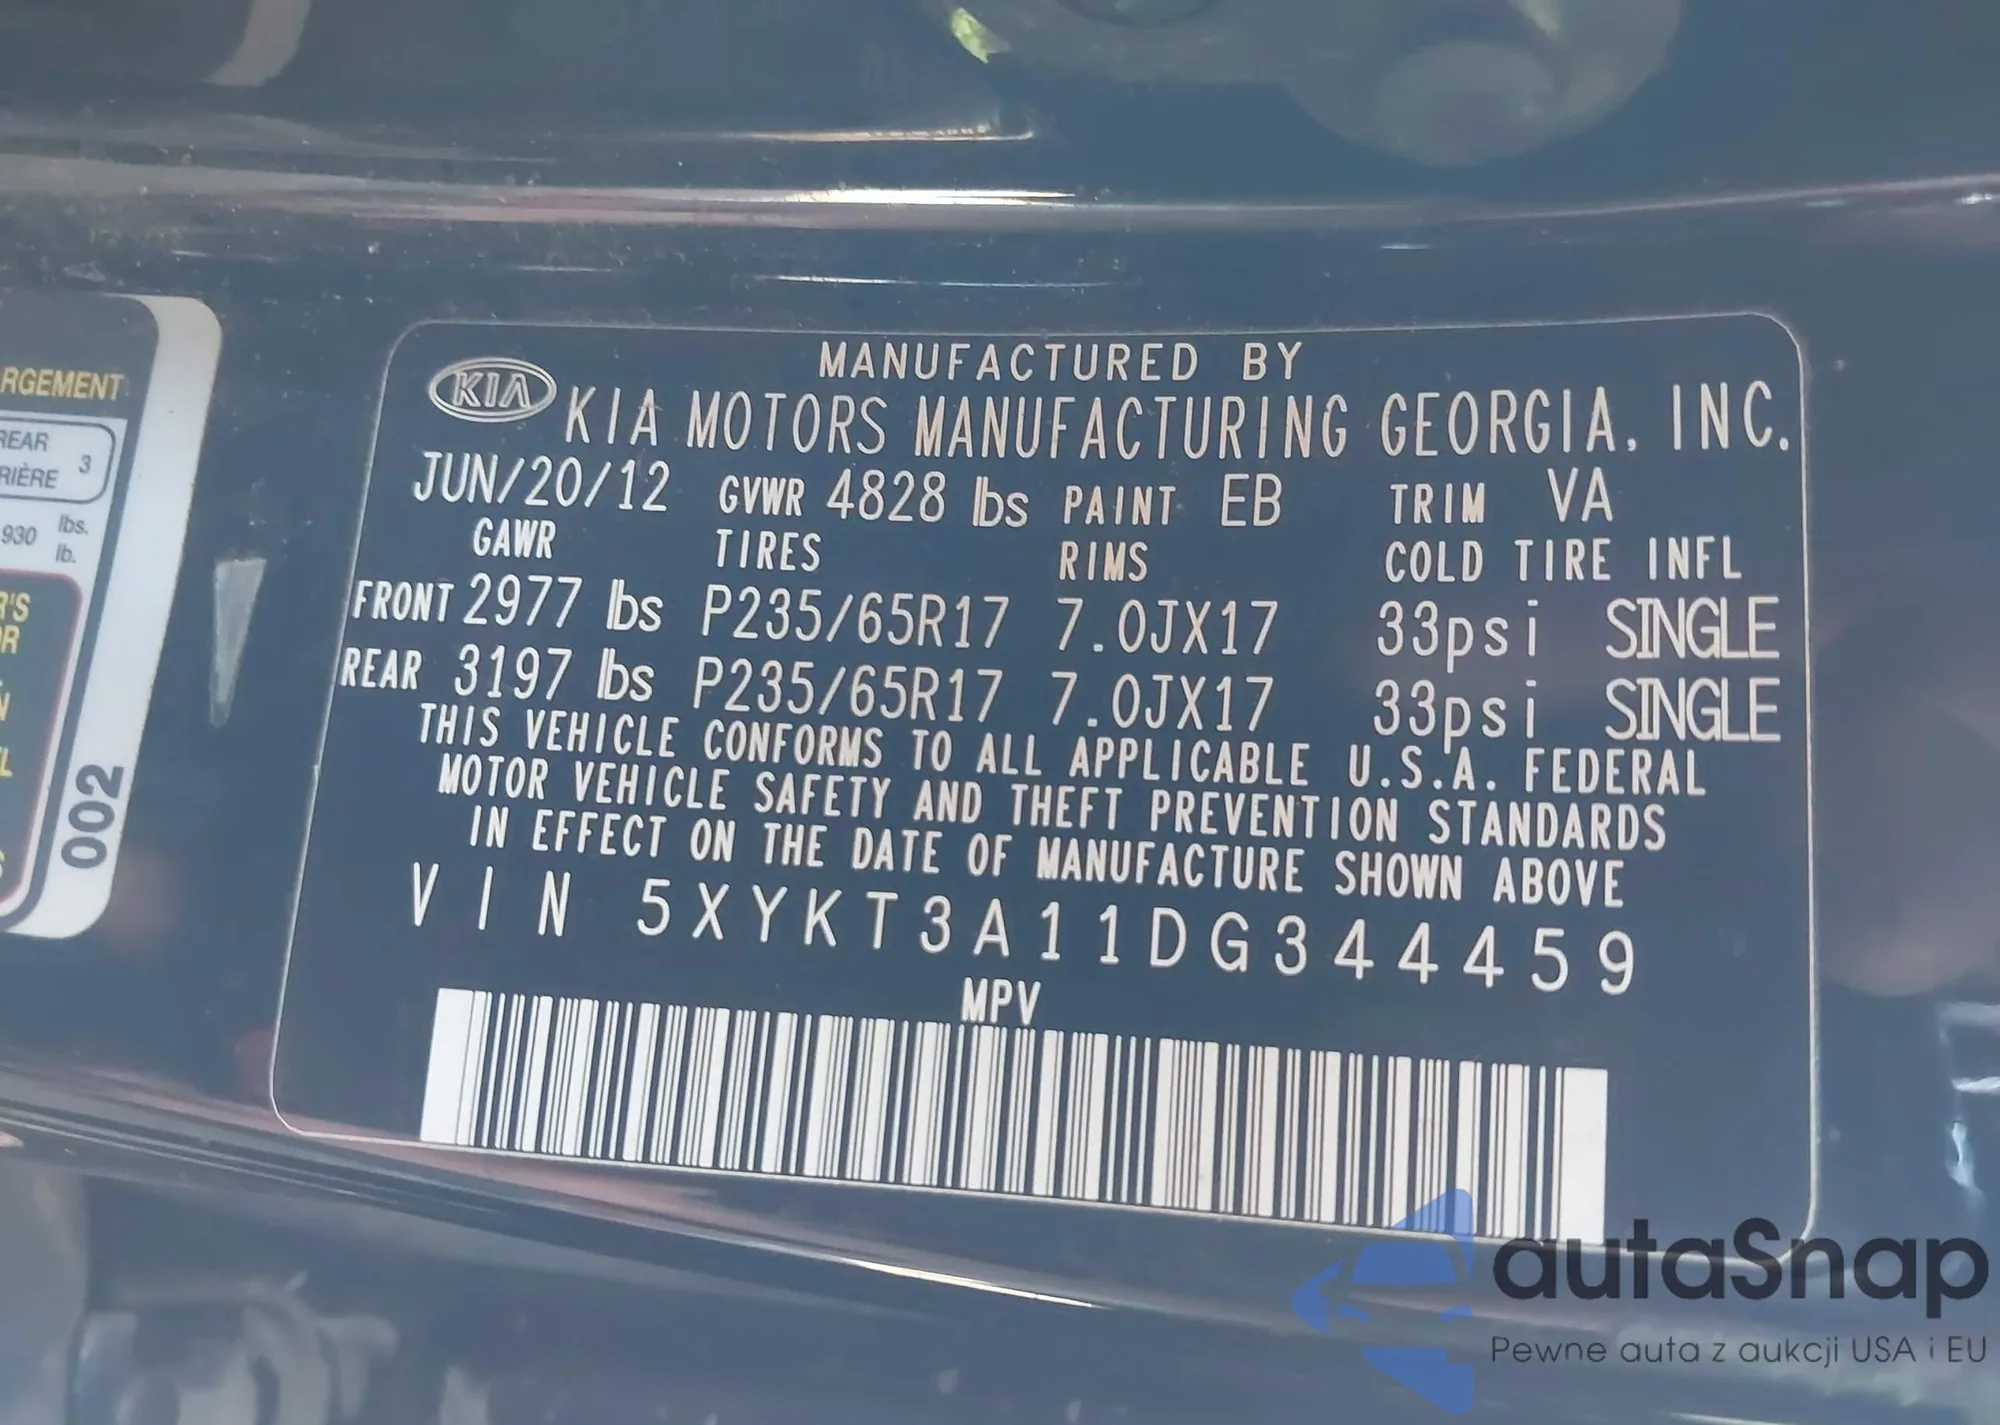 RGEMENT
REAR
RIÈRE
3
930 lbs.
lb.
R'S
OR
N
L
S
002
MANUFACTURED BY
KIA KIA MOTORS MANUFACTURING GEORGIA, INC.
JUN/20/12 GVWR 4828 lbs PAINT EB TRIM VA
GAWR TIRES RIMS COLD TIRE INFL
FRONT 2977 lbs P235/65R17 7.0JX17 33psi SINGLE
REAR 3197 lbs P235/65R17 7.0JX17 33psi SINGLE
THIS VEHICLE CONFORMS TO ALL APPLICABLE U.S.A. FEDERAL
MOTOR VEHICLE SAFETY AND THEFT PREVENTION STANDARDS
IN EFFECT ON THE DATE OF MANUFACTURE SHOWN ABOVE
VIN 5XYKT3A11DG344459
MPV
autaSnap
Pewne auta z aukcji USA i EU